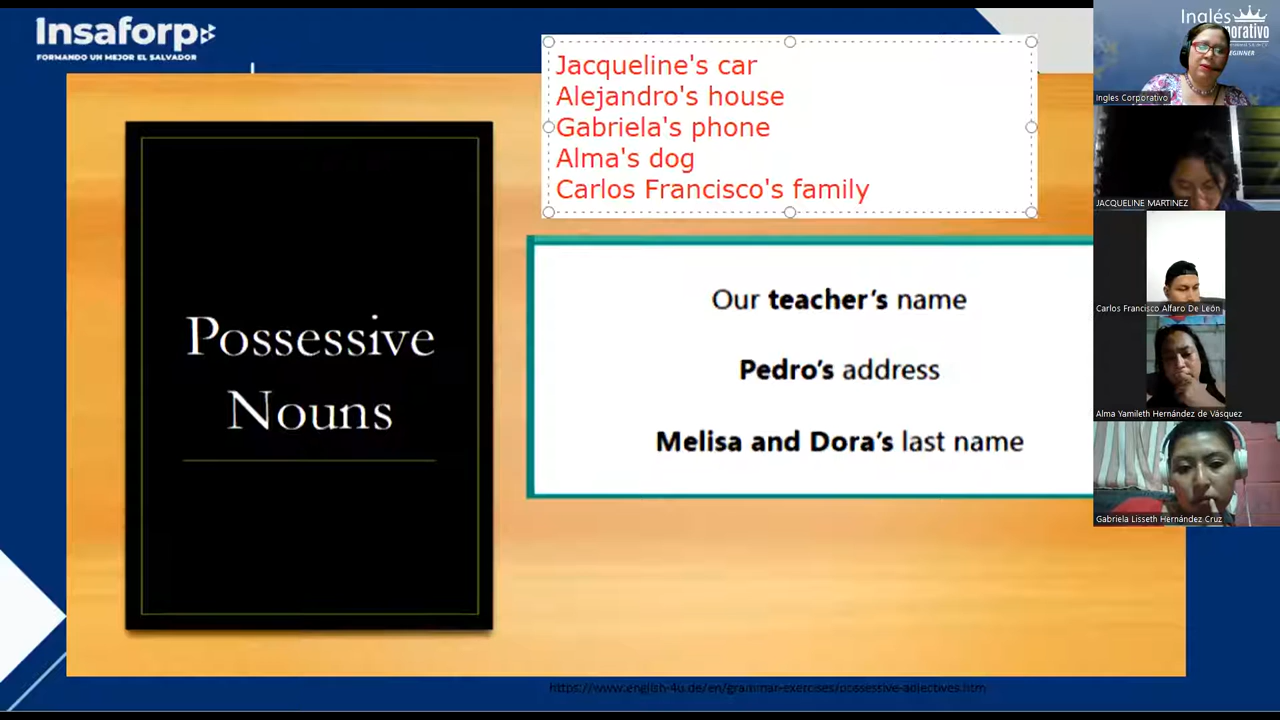 Insaforp
FORMANDO UN MEJOR EL SALVADOR
Jacqueline's car
Alejandro's house
Gabriela's phone
Alma's dog
Carlos Francisco's family
Possessive
Nouns
Our teacher's name
Pedro's address
Melisa and Dora's last name
https://www.english-4u.de/en/grammar-exercises/possessive-adjectives.htm
Inglés
Ingles Corporativo
JACQUELINE MARTINEZ
Carlos Francisco Alfaro De León
Alma Yamileth Hernández de Vásquez
Gabriela Lisseth Hernández Cruz